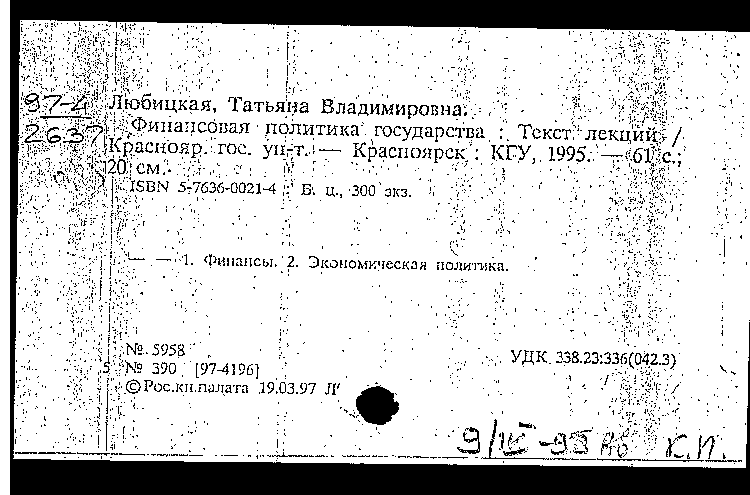 97-4
2637
Любицкая, Татьяна Владимировна.
Финансовая политика государства : Текст лекций /
Краснояр. гос. ун-т. — Красноярск : КГУ, 1995. — 61 с.;
20 см.
ISBN 5-7636-0021-4 : Б. ц., 300 экз.
— — 1. Финансы. 2. Экономическая политика.
№ 5958
УДК 338.23:336(042.3)
5 № 390 [97-4196]
© Рос.кн.палата 19.03.97 Л
К.П.